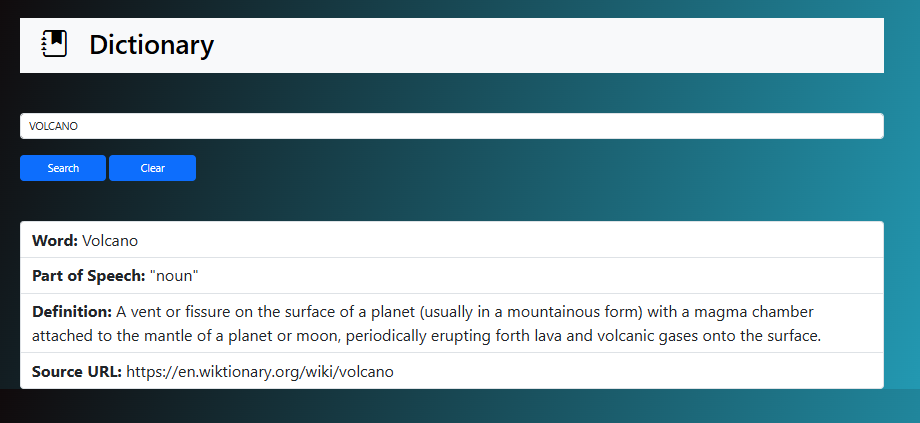 Dictionary
VOLCANO
Search Clear
Word: Volcano
Part of Speech: "noun"
Definition: A vent or fissure on the surface of a planet (usually in a mountainous form) with a magma chamber
attached to the mantle of a planet or moon, periodically erupting forth lava and volcanic gases onto the surface.
Source URL: https://en.wiktionary.org/wiki/volcano